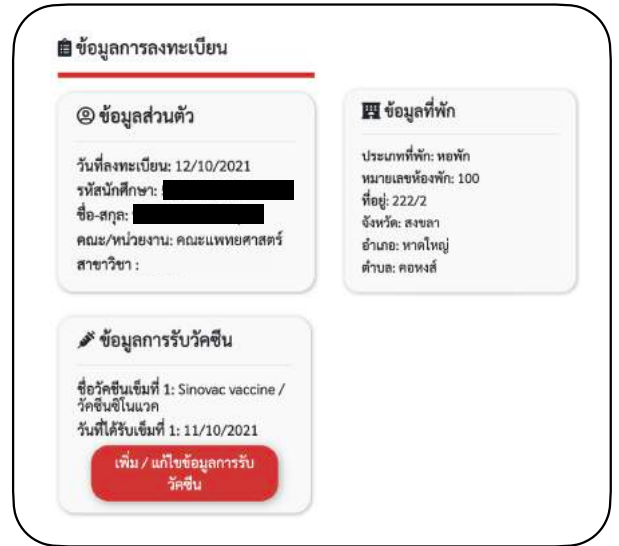 ข้อมูลการลงทะเบียน
ข้อมูลส่วนตัว
วันที่ลงทะเบียน: 12/10/2021
รหัสนักศึกษา:
ชื่อ-สกุล:
คณะ/หน่วยงาน: คณะแพทยศาสตร์
สาขาวิชา :
ข้อมูลที่พัก
ประเภทที่พัก: หอพัก
หมายเลขห้องพัก: 100
ที่อยู่: 222/2
จังหวัด: สงขลา
อำเภอ: หาดใหญ่
ตำบล: คอหงส์
ข้อมูลการรับวัคซีน
ชื่อวัคซีนเข็มที่ 1: Sinovac vaccine /
วัคซีนซิโนแวค
วันที่ได้รับเข็มที่ 1: 11/10/2021
เพิ่ม / แก้ไขข้อมูลการรับ
วัคซีน